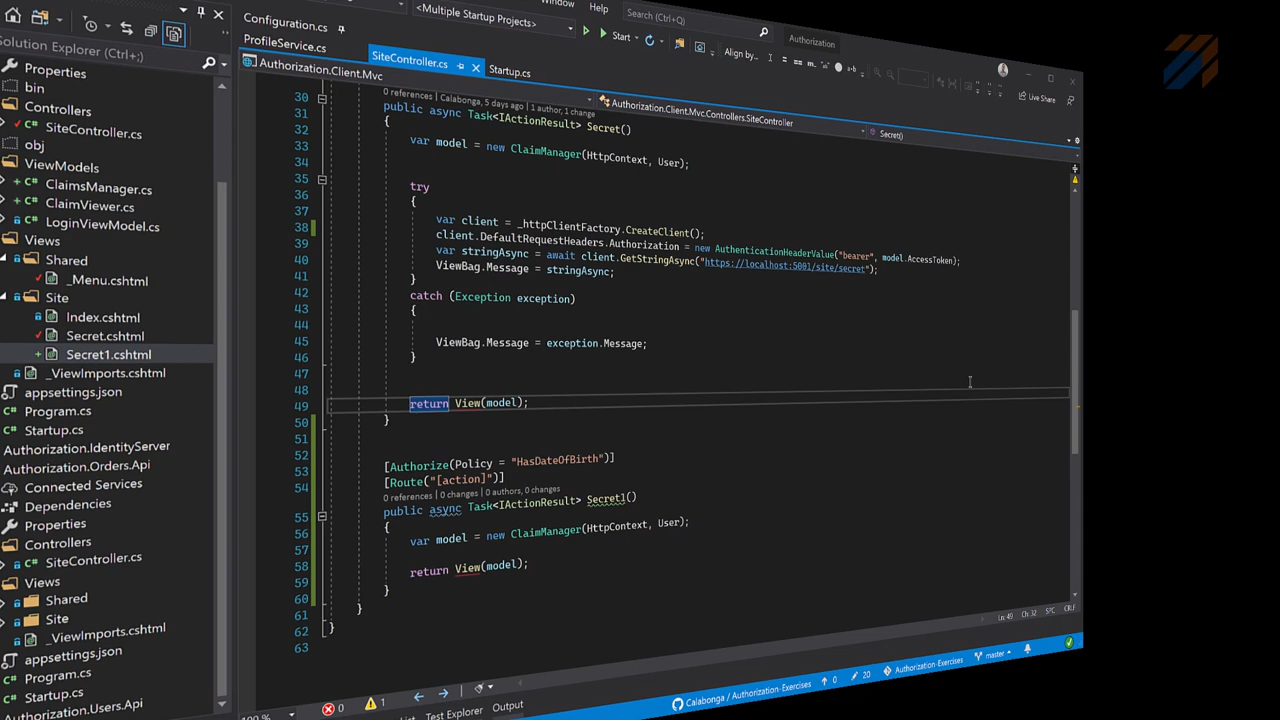 Window
Help
Search (Ctrl+Q)
Authorization
<Multiple Startup Projects>
Start
Align by...
Live Share
Configuration.cs
ProfileService.cs
SiteController.cs
Startup.cs
Authorization.Client.Mvc
Authorization.Client.Mvc.Controllers.SiteController
Secret()
Solution Explorer (Ctrl+;)
Properties
bin
Controllers
SiteController.cs
obj
ViewModels
ClaimsManager.cs
ClaimViewer.cs
LoginViewModel.cs
Views
Shared
_Menu.cshtml
Site
Index.cshtml
Secret.cshtml
Secret1.cshtml
_ViewImports.cshtml
appsettings.json
Program.cs
Startup.cs
Authorization.IdentityServer
Authorization.Orders.Api
Connected Services
Dependencies
Properties
Controllers
SiteController.cs
Views
Shared
Site
_ViewImports.cshtml
appsettings.json
Program.cs
Startup.cs
Authorization.Users.Api
30
0 references | Calabonga, 5 days ago | 1 author, 1 change
31 public async Task<IActionResult> Secret()
32 {
33 var model = new ClaimManager(HttpContext, User);
34
35 try
36 {
37
38 var client = _httpClientFactory.CreateClient();
39 client.DefaultRequestHeaders.Authorization = new AuthenticationHeaderValue("bearer", model.AccessToken);
40 var stringAsync = await client.GetStringAsync("https://localhost:5001/site/secret");
41 ViewBag.Message = stringAsync;
42 }
43 catch (Exception exception)
44 {
45 ViewBag.Message = exception.Message;
46 }
47
48
49 return View(model);
50 }
51
52 [Authorize(Policy = "HasDateOfBirth")]
53 [Route("[action]")]
54
0 references | 0 changes | 0 authors, 0 changes
55 public async Task<IActionResult> Secret1()
56 {
57 var model = new ClaimManager(HttpContext, User);
58 return View(model);
59 }
60
61 }
62 }
63
Ln: 49 Ch: 32 SPC CRLF
100 %
0
1
Test Explorer
Output
Calabonga / Authorization-Exercises
0
20
Authorization-Exercises
master